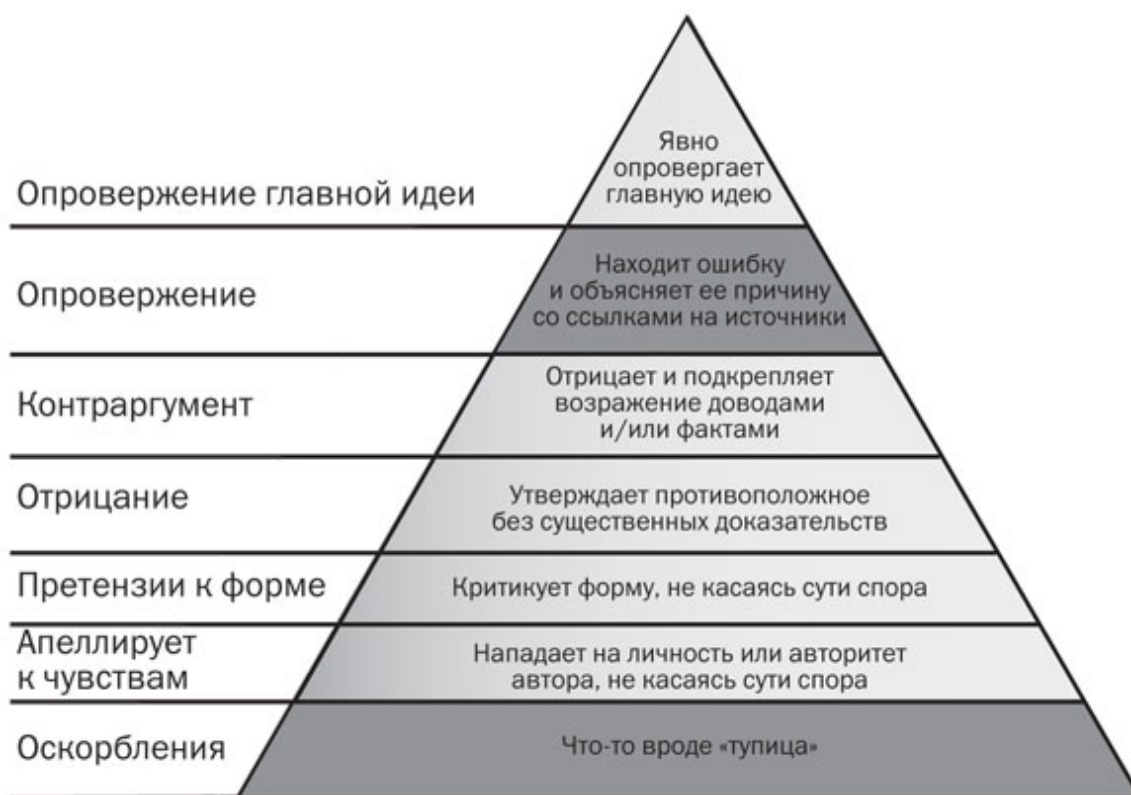 Явно
опровергает
главную идею
Опровержение главной идеи
Находит ошибку
и объясняет ее причину
со ссылками на источники
Опровержение
Отрицает и подкрепляет
возражение доводами
и/или фактами
Контраргумент
Отрицание
Утверждает противоположное
без существенных доказательств
Претензии к форме
Критикует форму, не касаясь сути спора
Апеллирует
к чувствам
Нападает на личность или авторитет
автора, не касаясь сути спора
Оскорбления
Что-то вроде «тупица»